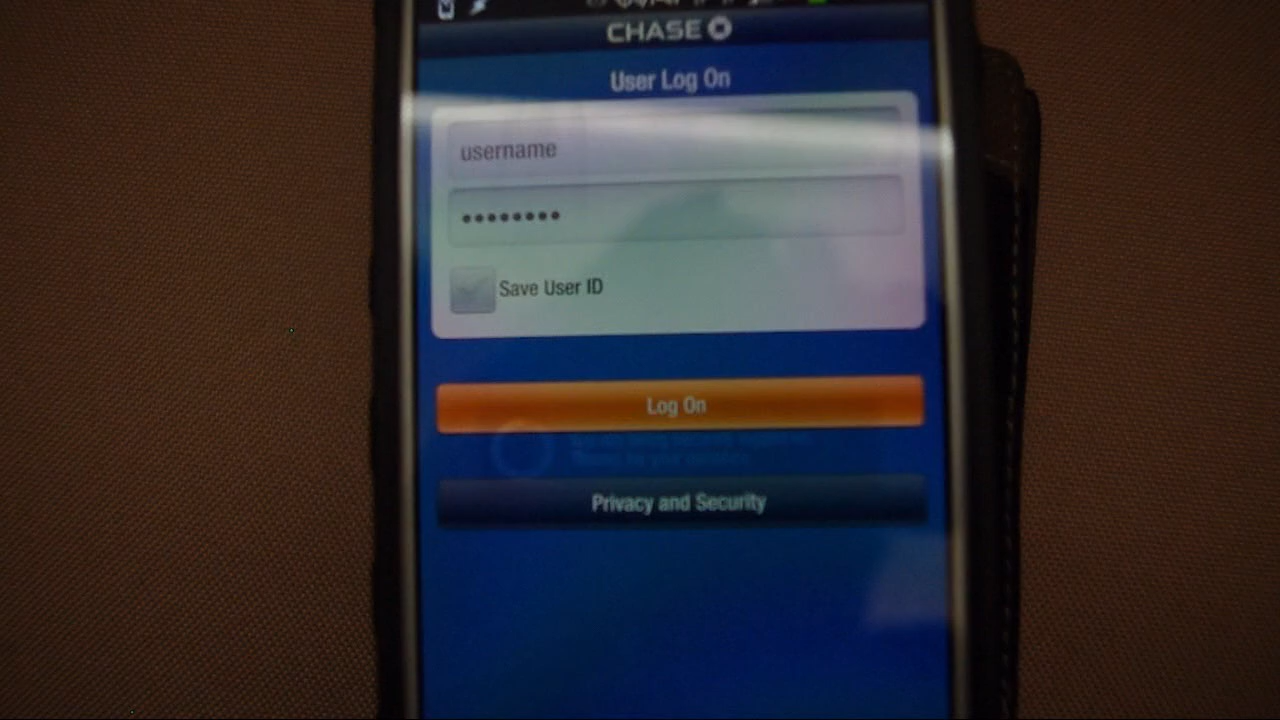 CHASE
User Log On
username
••••••••
Save User ID
Log On
Privacy and Security